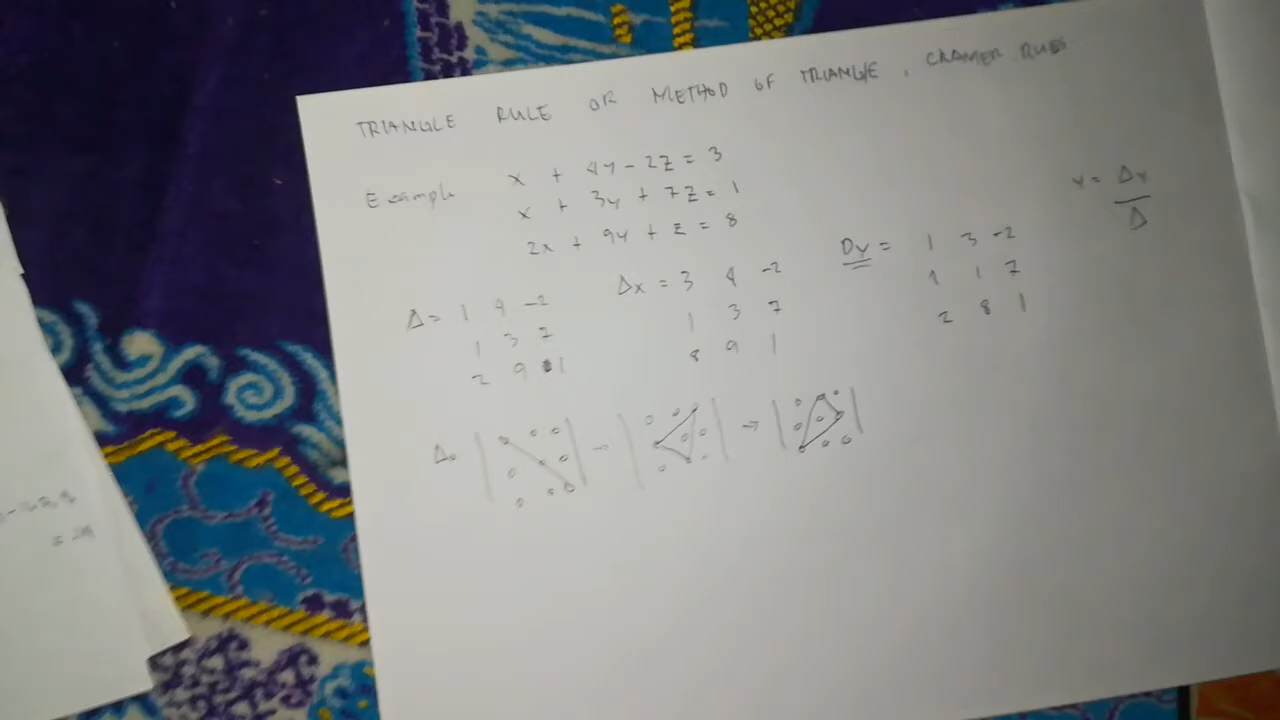 TRIANGLE RULE OR METHOD OF TRIANGLE, CRAMER RULES
Example x + 4y - 2z = 3
x + 3y + 7z = 1
2x + 9y + z = 8
y = Δy / Δ
Δ = 1 4 -2
1 3 7
2 9 1
Δx = 3 4 -2
1 3 7
8 9 1
Dy = 1 3 -2
1 1 7
2 8 1
Δ